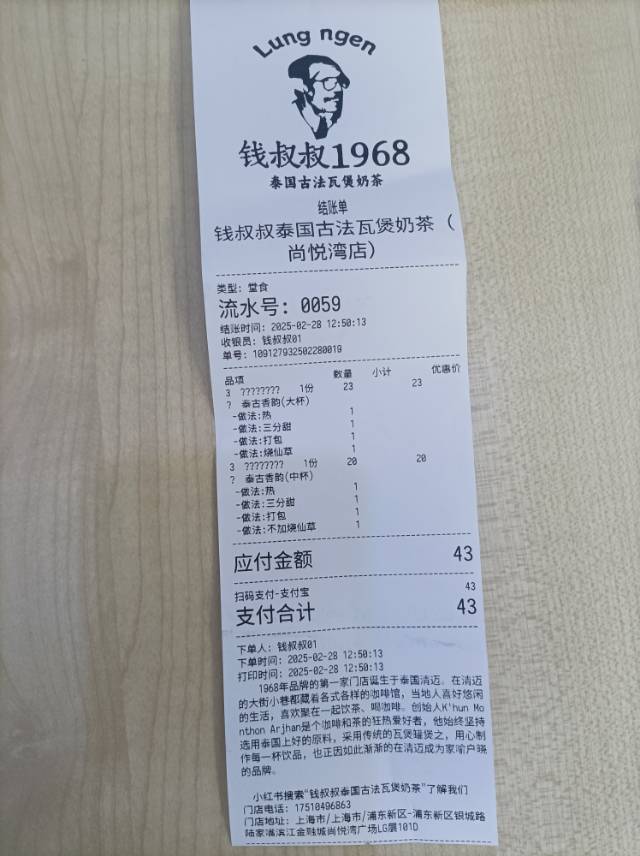 Lung ngen
钱叔叔1968
泰国古法瓦煲奶茶
结账单
钱叔叔泰国古法瓦煲奶茶（
尚悦湾店）
类型: 堂食
流水号: 0059
结账时间: 2025-02-28 12:50:13
收银员: 钱叔叔01
单号: 109127932502280019
品项 数量 小计 优惠价
3 ???????? 1份 23 23
? 泰古香韵(大杯)
-做法:热 1
-做法:三分甜 1
-做法:打包 1
-做法:烧仙草 1
3 ???????? 1份 20 20
? 泰古香韵(中杯)
-做法:热 1
-做法:三分甜 1
-做法:打包 1
-做法:不加烧仙草 1
应付金额 43
扫码支付-支付宝 43
支付合计 43
下单人: 钱叔叔01
下单时间: 2025-02-28 12:50:13
打印时间: 2025-02-28 12:50:13
1968年品牌的第一家门店诞生于泰国清迈。在清迈
的大街小巷都藏着各式各样的咖啡馆，当地人喜好悠闲
的生活，喜欢聚在一起饮茶、喝咖啡。创始人K'hun Mo
nthon Arjhan是个咖啡和茶的狂热爱好者，他始终坚持
选用泰国上好的原料，采用传统的瓦煲罐煲之，用心制
作每一杯饮品，也正因如此渐渐的在清迈成为家喻户晓
的品牌。
小红书搜索“钱叔叔泰国古法瓦煲奶茶”了解我们
门店电话: 17510496863
门店地址: 上海市/上海市/浦东新区-浦东新区银城路
陆家嘴滨江金融城尚悦湾广场LG层101D